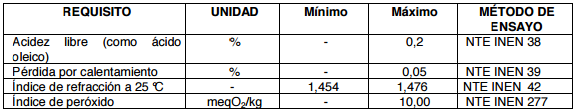 REQUISITO UNIDAD Mínimo Máximo MÉTODO DE
ENSAYO
Acidez libre (como ácido
oleico) % - 0,2 NTE INEN 38
Pérdida por calentamiento % - 0,05 NTE INEN 39
Índice de refracción a 25 °C - 1,454 1,476 NTE INEN 42
Índice de peróxido meqO₂/kg - 10,00 NTE INEN 277